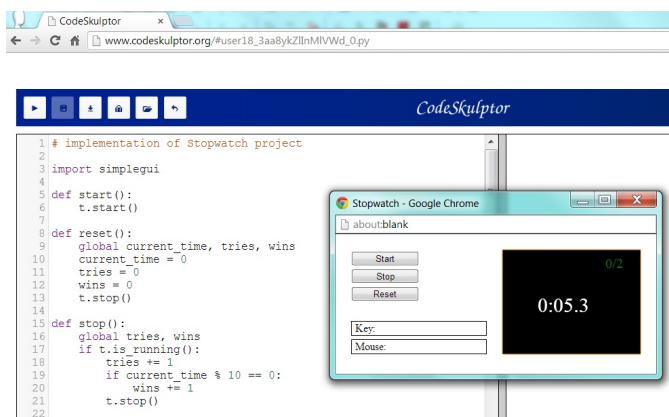 CodeSkulptor
www.codeskulptor.org/#user18_3aa8ykZlInMlVWd_0.py
CodeSkulptor
1 # implementation of Stopwatch project
2
3 import simplegui
4
5 def start():
6     t.start()
7
8 def reset():
9     global current_time, tries, wins
10     current_time = 0
11     tries = 0
12     wins = 0
13     t.stop()
14
15 def stop():
16     global tries, wins
17     if t.is_running():
18         tries += 1
19         if current_time % 10 == 0:
20             wins += 1
21         t.stop()
22
Stopwatch - Google Chrome
about:blank
Start
Stop
Reset
Key:
Mouse:
0/2
0:05.3